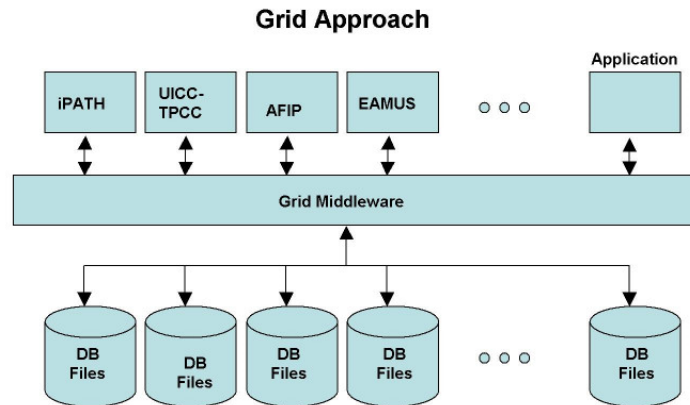 Grid Approach
Application
iPATH
UICC-
TPCC
AFIP
EAMUS
Grid Middleware
DB
Files
DB
Files
DB
Files
DB
Files
DB
Files